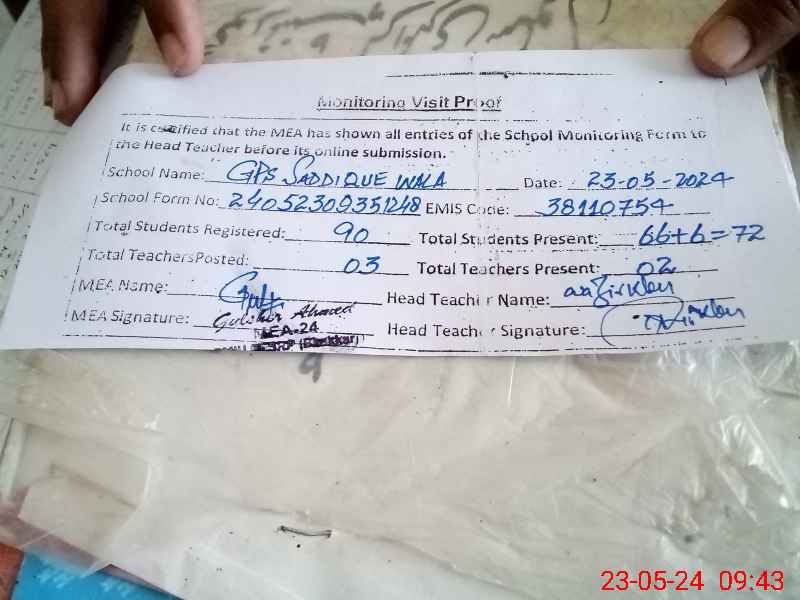 Monitoring Visit Proof
It is certified that the MEA has shown all entries of the School Monitoring Form to
the Head Teacher before its online submission.
School Name: GPS SADDIQUE WALA Date: 23-05-2024
School Form No: 24052309351248 EMIS Code: 38110754
Total Students Registered: 90 Total Students Present: 66+6=72
Total Teachers Posted: 03 Total Teachers Present: 02
MEA Name: Head Teacher Name:
MEA Signature: Ahmed Head Teacher Signature:
MEA-24
(Bhakkar)
23-05-24 09:43